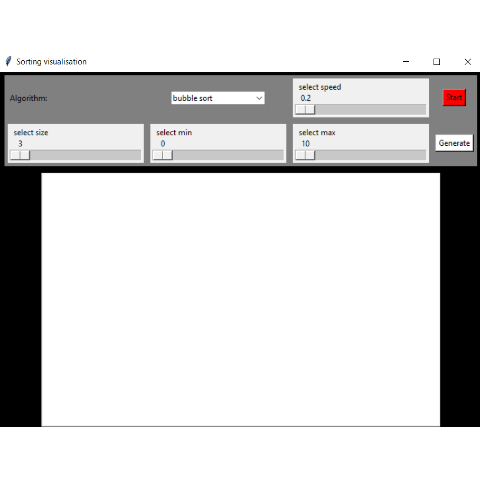 Sorting visualisation
Algorithm:
bubble sort
select speed
0.2
Start
select size
3
select min
0
select max
10
Generate